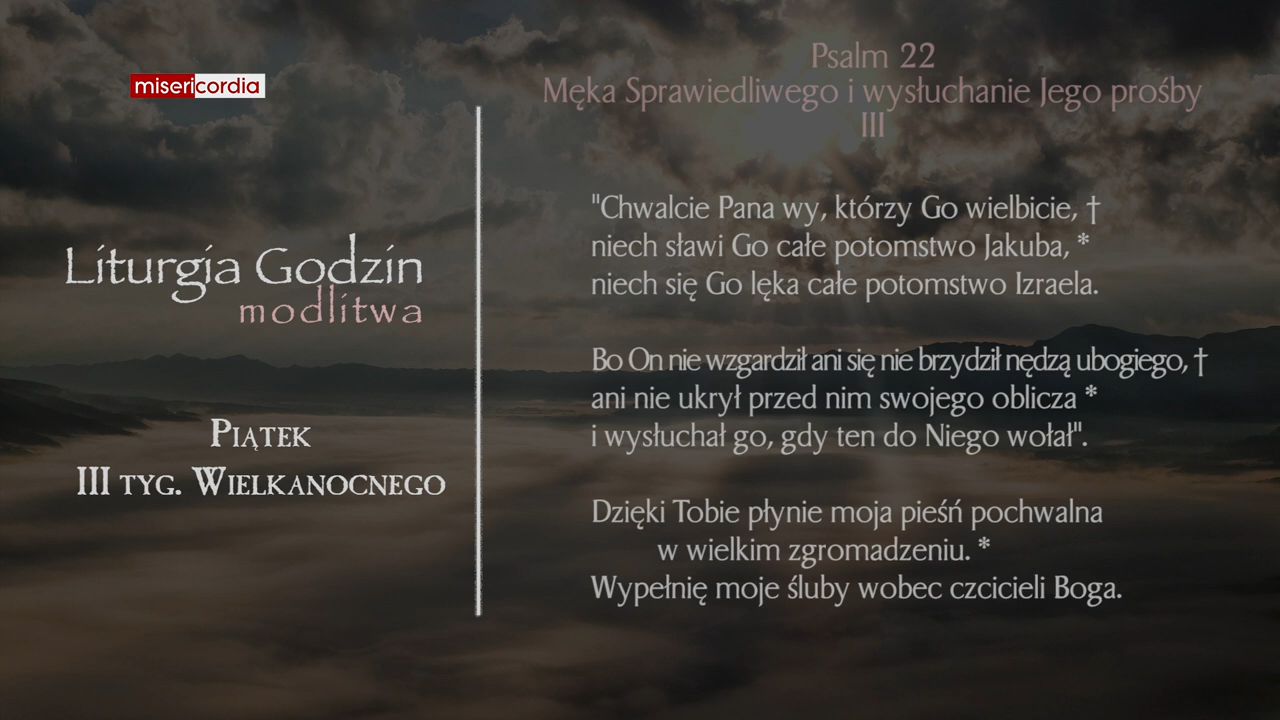 misericordia
Liturgia Godzin
modlitwa
Piątek
III tyg. Wielkanocnego
Psalm 22
Męka Sprawiedliwego i wysłuchanie Jego prośby
III
"Chwalcie Pana wy, którzy Go wielbicie, †
niech sławi Go całe potomstwo Jakuba, *
niech się Go lęka całe potomstwo Izraela.
Bo On nie wzgardził ani się nie brzydził nędzą ubogiego, †
ani nie ukrył przed nim swojego oblicza *
i wysłuchał go, gdy ten do Niego wołał".
Dzięki Tobie płynie moja pieśń pochwalna
w wielkim zgromadzeniu. *
Wypełnię moje śluby wobec czcicieli Boga.